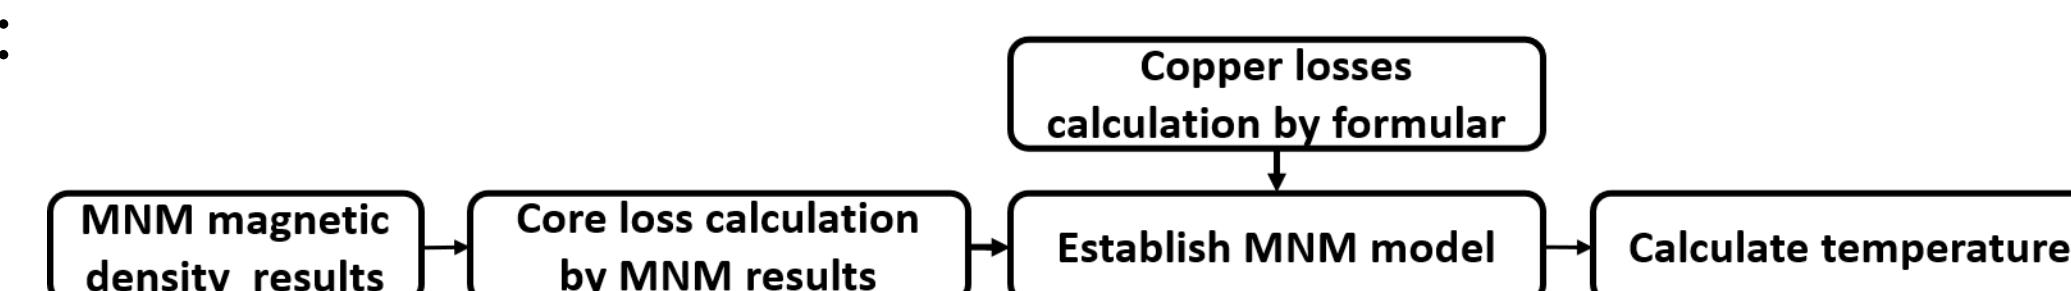 :
Copper losses
calculation by formular
MNM magnetic
density results
Core loss calculation
by MNM results
Establish MNM model
Calculate temperature